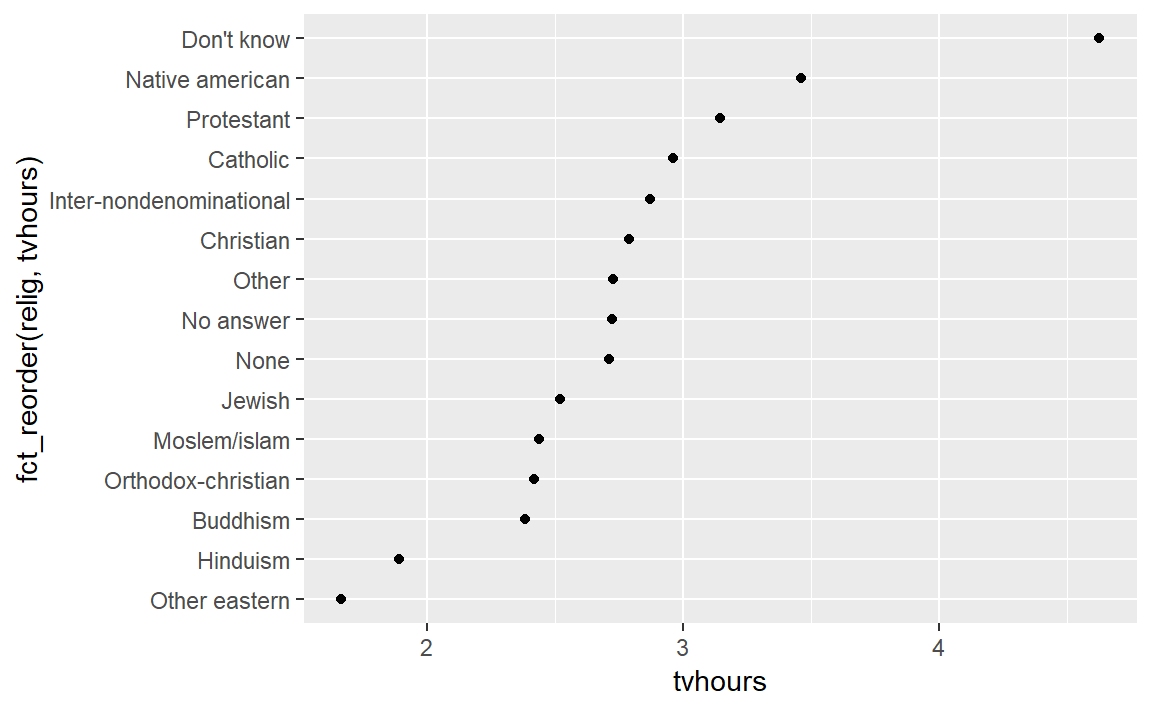 fct_reorder(relig, tvhours)
Don't know
Native american
Protestant
Catholic
Inter-nondenominational
Christian
Other
No answer
None
Jewish
Moslem/islam
Orthodox-christian
Buddhism
Hinduism
Other eastern
2 3 4
tvhours